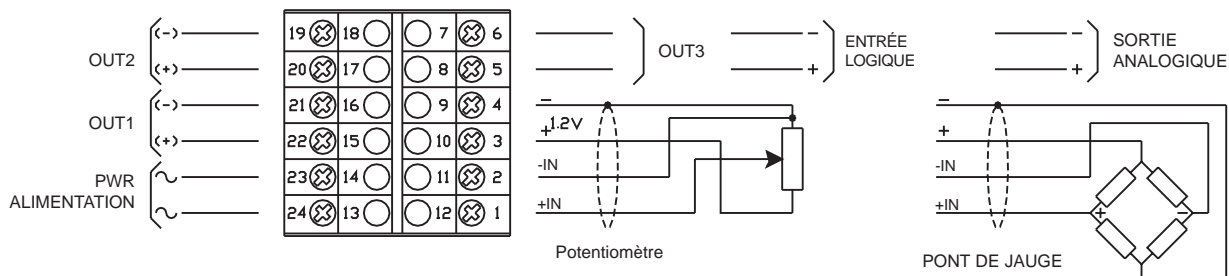 OUT2
(-)
(+)
OUT1
(-)
(+)
PWR
ALIMENTATION
19 18 7 6
20 17 8 5
21 16 9 4
22 15 10 3
23 14 11 2
24 13 12 1
OUT3
-
+
ENTRÉE
LOGIQUE
-
+
SORTIE
ANALOGIQUE
-
1.2V
+
-IN
+IN
Potentiomètre
-
+
-IN
+IN
+
-
PONT DE JAUGE